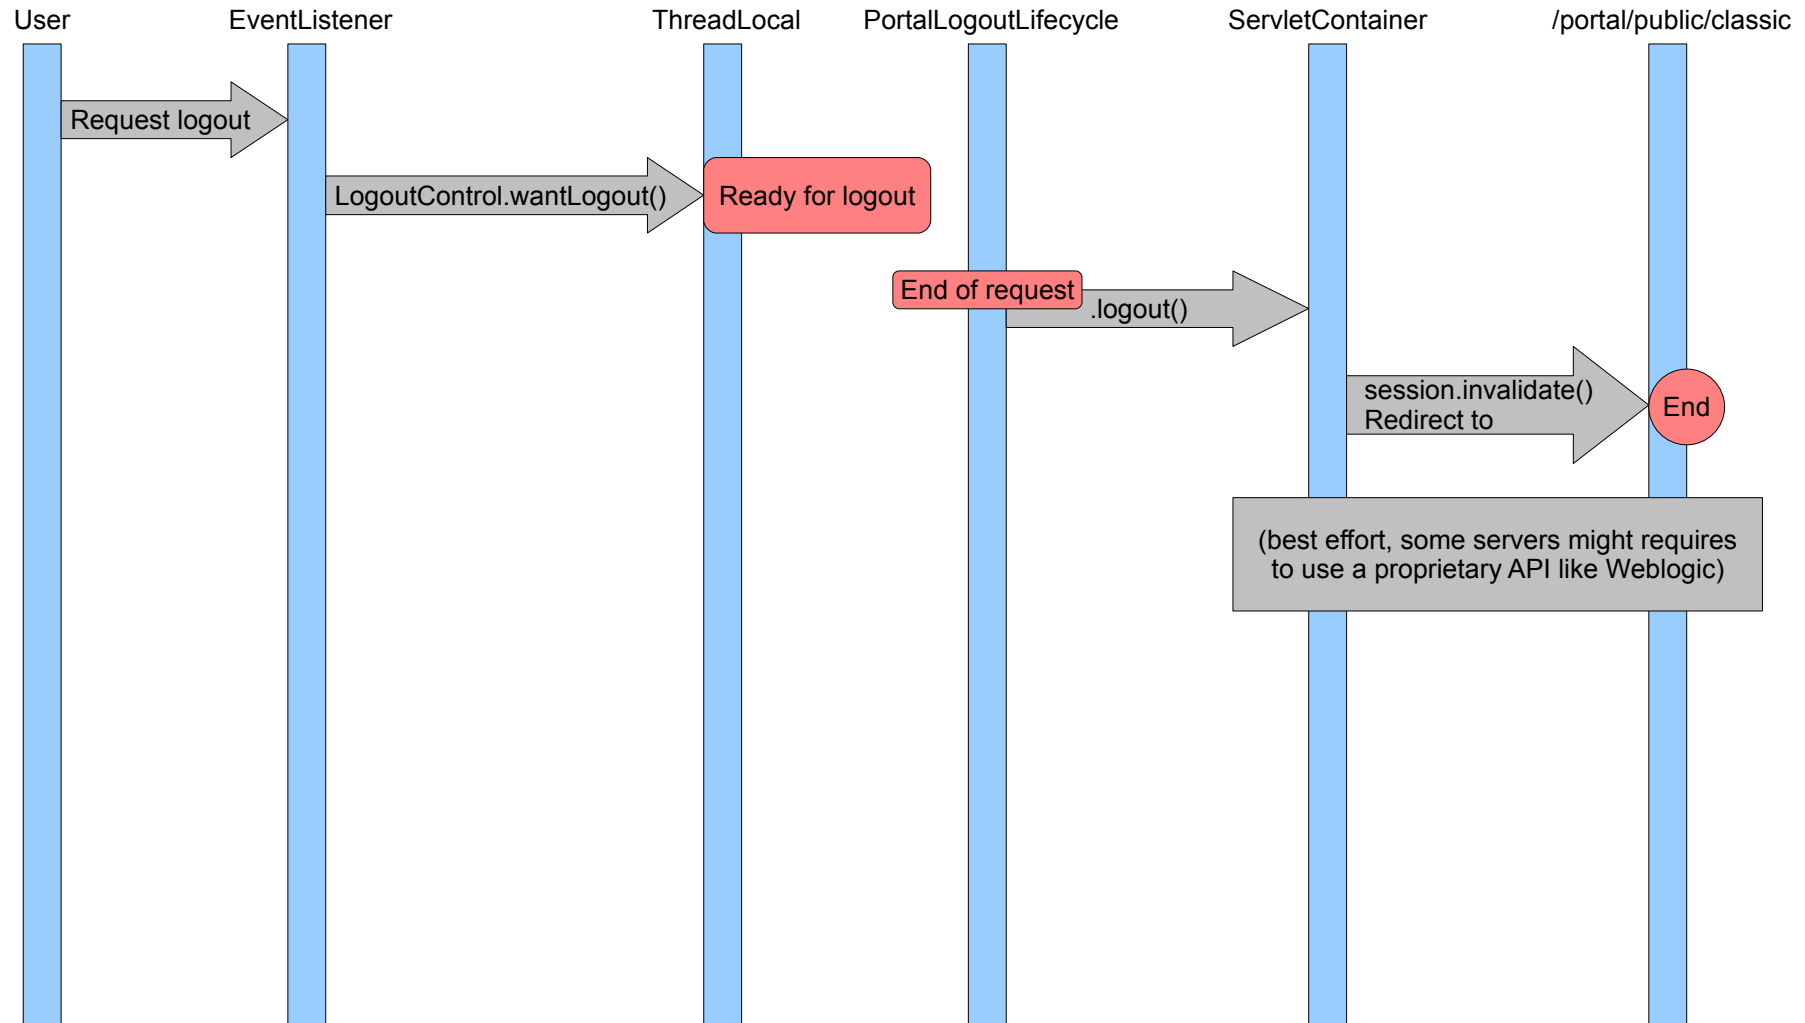 User
EventListener
ThreadLocal
PortalLogoutLifecycle
ServletContainer
/portal/public/classic
Request logout
LogoutControl.wantLogout()
Ready for logout
End of request
.logout()
session.invalidate()
Redirect to
End
(best effort, some servers might requires
to use a proprietary API like Weblogic)